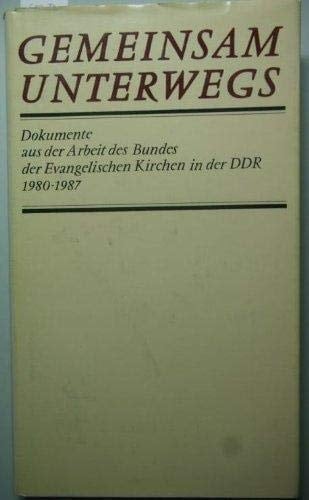 GEMEINSAM
UNTERWEGS
Dokumente
aus der Arbeit des Bundes
der Evangelischen Kirchen in der DDR
1980-1987